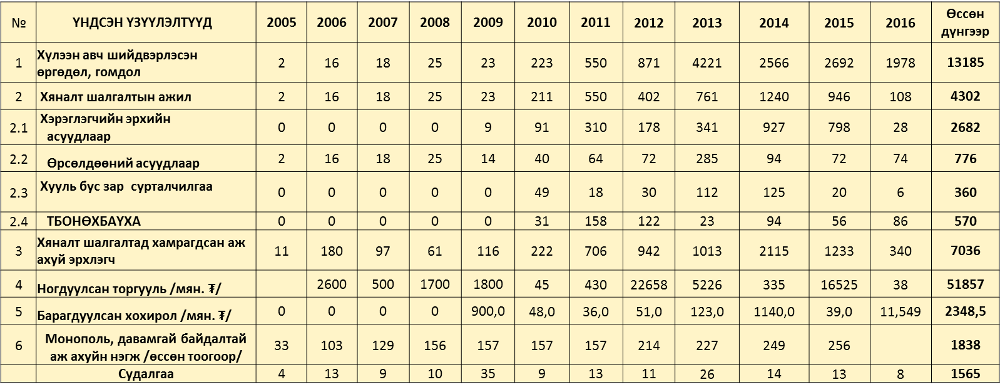 № ҮНДСЭН ҮЗҮҮЛЭЛТҮҮД 2005 2006 2007 2008 2009 2010 2011 2012 2013 2014 2015 2016 Өссөн
дүнгээр
1 Хүлээн авч шийдвэрлэсэн
өргөдөл, гомдол 2 16 18 25 23 223 550 871 4221 2566 2692 1978 13185
2 Хяналт шалгалтын ажил 2 16 18 25 23 211 550 402 761 1240 946 108 4302
2.1 Хэрэглэгчийн эрхийн
асуудлаар 0 0 0 0 9 91 310 178 341 927 798 28 2682
2.2 Өрсөлдөөний асуудлаар 2 16 18 25 14 40 64 72 285 94 72 74 776
2.3 Хууль бус зар сурталчилгаа 0 0 0 0 0 49 18 30 112 125 20 6 360
2.4 ТБОНӨХБАҮХА 0 0 0 0 0 31 158 122 23 94 56 86 570
3 Хяналт шалгалтад хамрагдсан аж
ахуй эрхлэгч 11 180 97 61 116 222 706 942 1013 2115 1233 340 7036
4 Ногдуулсан торгууль /мян. ₮/ 2600 500 1700 1800 45 430 22658 5226 335 16525 38 51857
5 Барагдуулсан хохирол /мян. ₮/ 0 0 0 0 900,0 48,0 36,0 51,0 123,0 1140,0 39,0 11,549 2348,5
6 Монополь, давамгай байдалтай
аж ахуйн нэгж /өссөн тоогоор/ 33 103 129 156 157 157 157 214 227 249 256 1838
Судалгаа 4 13 9 10 35 9 13 11 26 14 13 8 1565